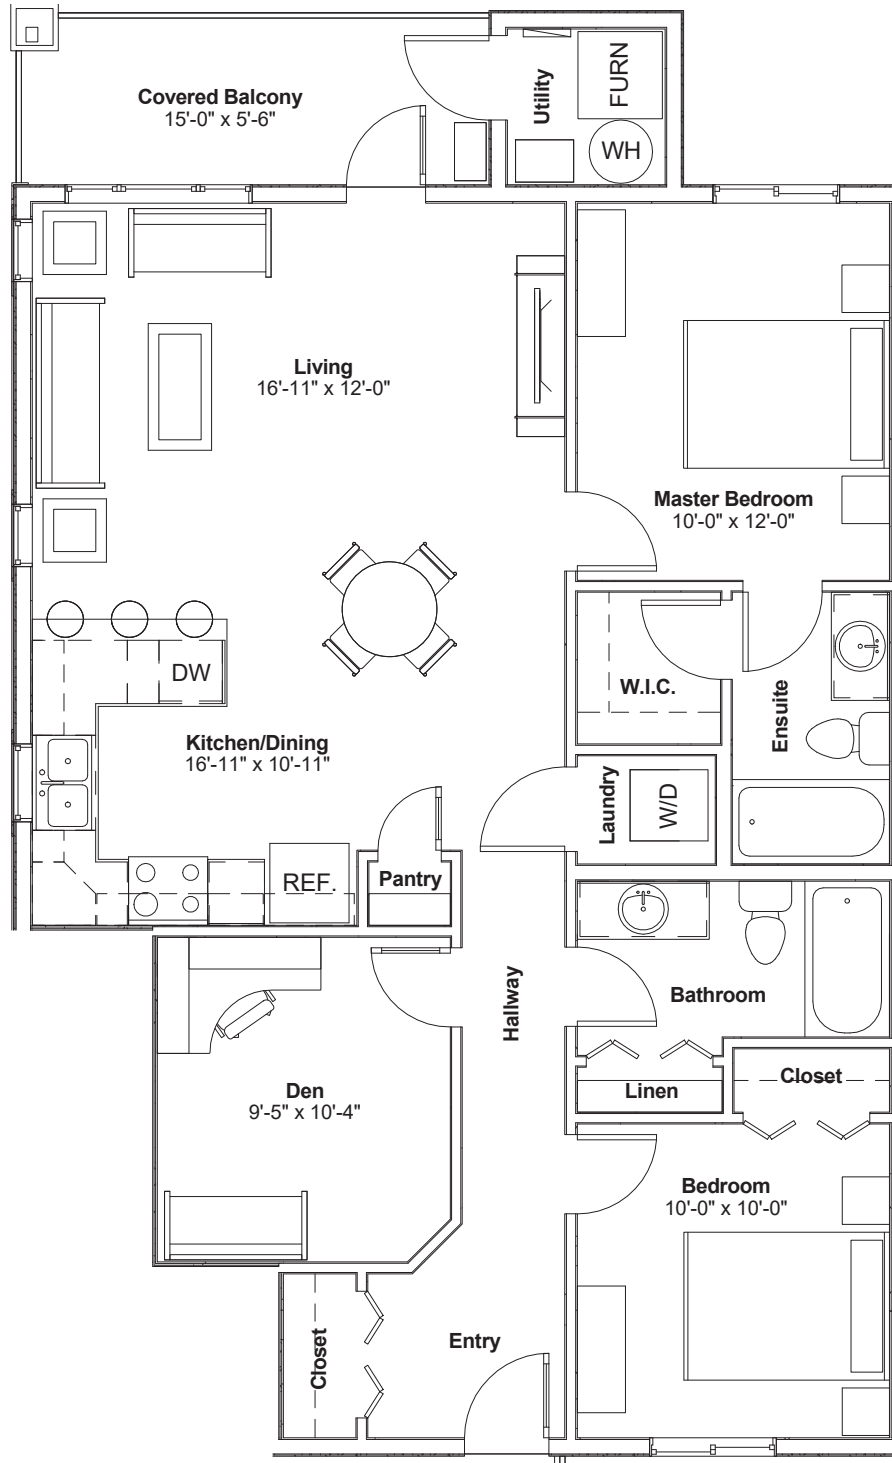 Covered Balcony
15'-0" x 5'-6"
Utility
FURN
WH
Living
16'-11" x 12'-0"
Master Bedroom
10'-0" x 12'-0"
DW
W.I.C.
Ensuite
Kitchen/Dining
16'-11" x 10'-11"
Laundry
W/D
REF.
Pantry
Hallway
Bathroom
Den
9'-5" x 10'-4"
Linen
Closet
Bedroom
10'-0" x 10'-0"
Closet
Entry